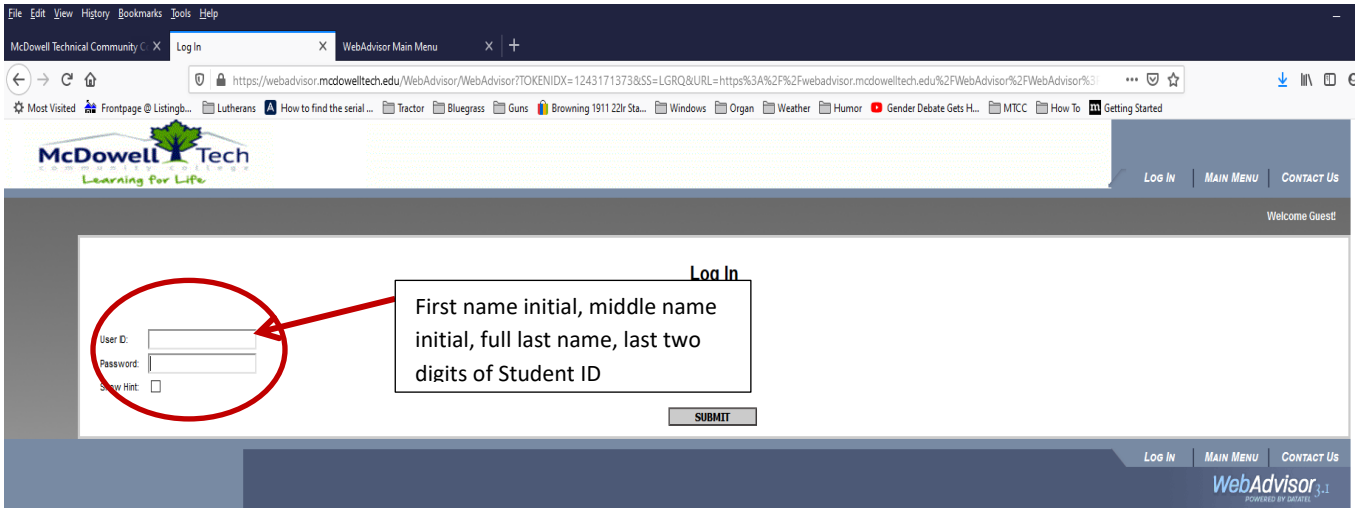 File Edit View History Bookmarks Tools Help
McDowell Technical Community C
Log In
WebAdvisor Main Menu
https://webadvisor.mcdowelltech.edu/WebAdvisor/WebAdvisor?TOKENIDX=1243171373&SS=LGRQ&URL=https%3A%2F%2Fwebadvisor.mcdowelltech.edu%2FWebAdvisor%2FWebAdvisor%3
Most Visited Frontpage @ Listingb... Lutherans How to find the serial ... Tractor Bluegrass Guns Browning 1911 22lr Sta... Windows Organ Weather Humor Gender Debate Gets H... MTCC How To Getting Started
McDowell Tech
community college
Learning for Life
LOG IN MAIN MENU CONTACT US
Welcome Guest!
Log In
First name initial, middle name
initial, full last name, last two
digits of Student ID
User ID:
Password:
Show Hint:
SUBMIT
LOG IN MAIN MENU CONTACT US
WebAdvisor 3.1
POWERED BY DATATEL